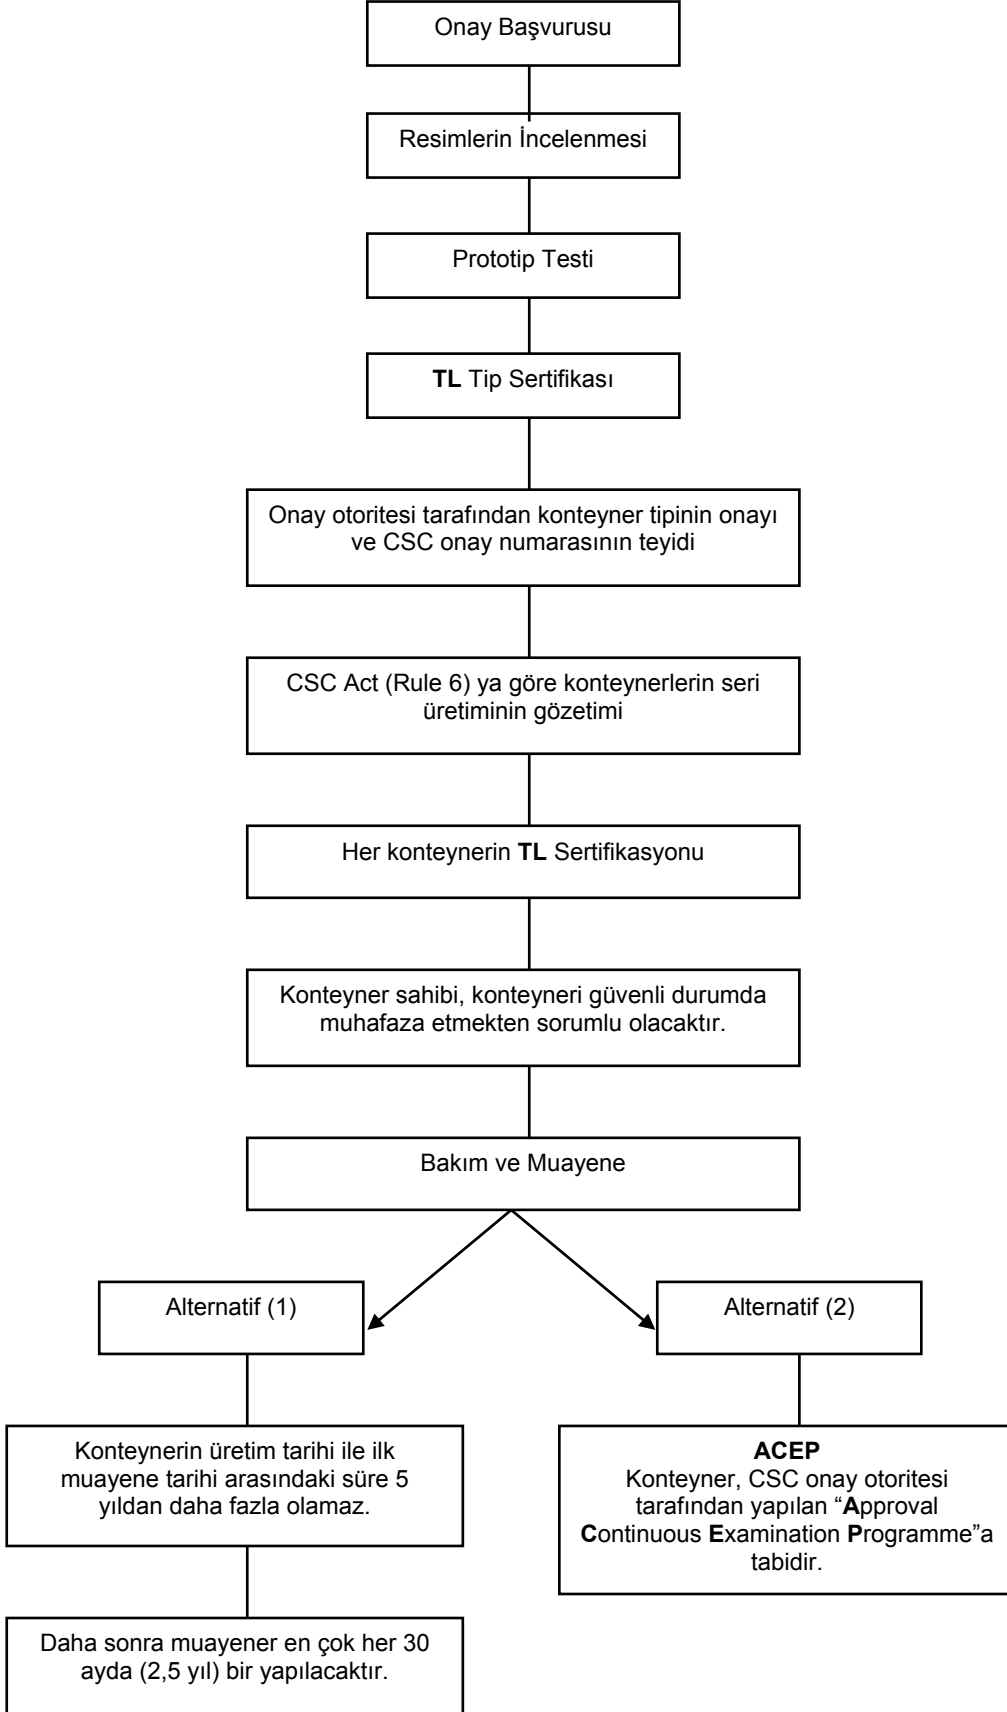 Onay Başvurusu
Resimlerin İncelenmesi
Prototip Testi
TL Tip Sertifikası
Onay otoritesi tarafından konteyner tipinin onayı
ve CSC onay numarasının teyidi
CSC Act (Rule 6) ya göre konteynerlerin seri
üretiminin gözetimi
Her konteynerin TL Sertifikasyonu
Konteyner sahibi, konteyneri güvenli durumda
muhafaza etmekten sorumlu olacaktır.
Bakım ve Muayene
Alternatif (1)
Alternatif (2)
Konteynerin üretim tarihi ile ilk
muayene tarihi arasındaki süre 5
yıldan daha fazla olamaz.
ACEP
Konteyner, CSC onay otoritesi
tarafından yapılan “Approval
Continuous Examination Programme”a
tabidir.
Daha sonra muayener en çok her 30
ayda (2,5 yıl) bir yapılacaktır.